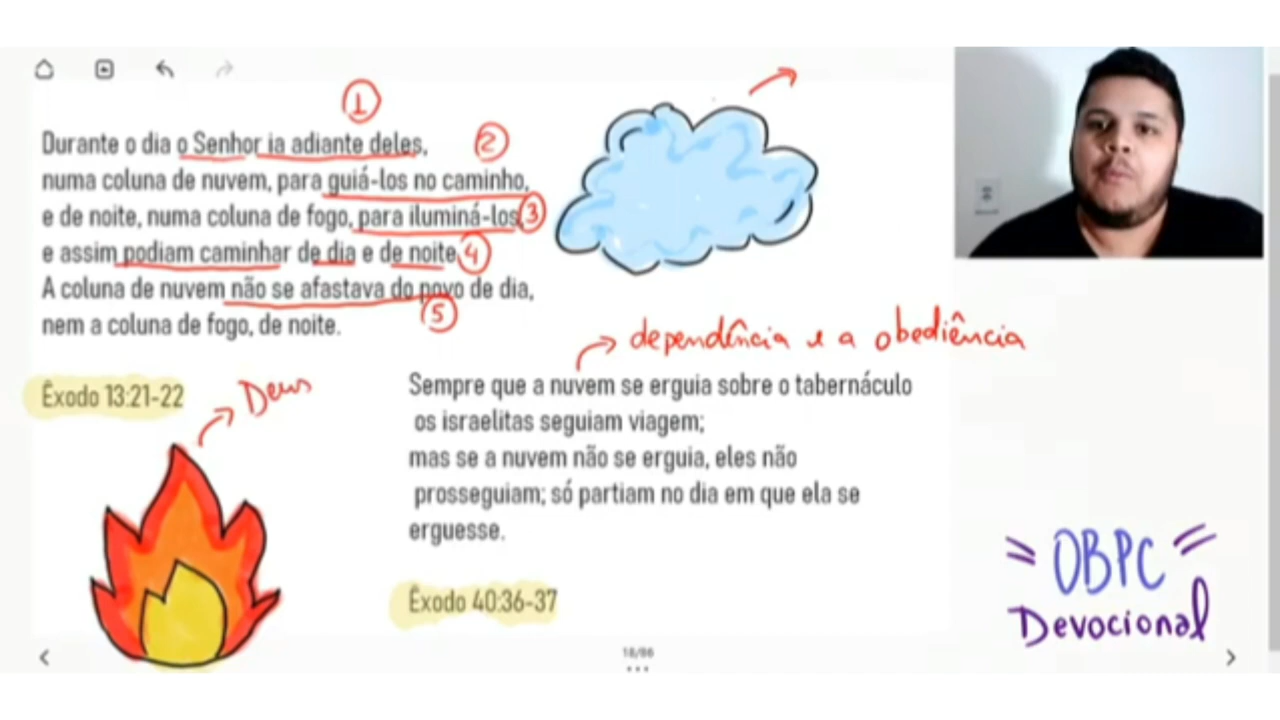 1
Durante o dia o Senhor ia adiante deles,
2
numa coluna de nuvem, para guiá-los no caminho,
e de noite, numa coluna de fogo, para iluminá-los, 3
e assim podiam caminhar de dia e de noite. 4
A coluna de nuvem não se afastava do povo de dia,
5
nem a coluna de fogo, de noite.
Êxodo 13:21-22
Deus
dependência e a obediência
Sempre que a nuvem se erguia sobre o tabernáculo
os israelitas seguiam viagem;
mas se a nuvem não se erguia, eles não
prosseguiam; só partiam no dia em que ela se
erguesse.
Êxodo 40:36-37
OBPC
Devocional
18/86